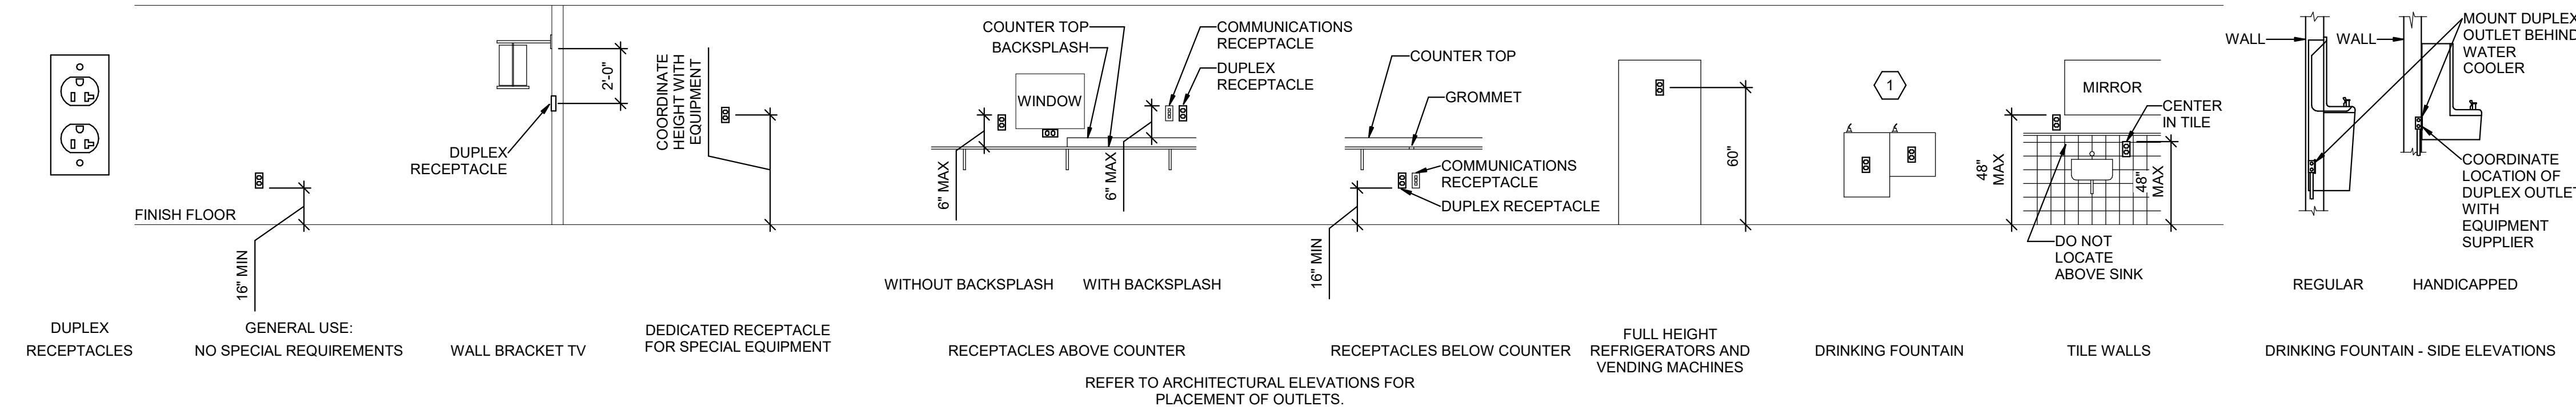 DUPLEX
RECEPTACLES
FINISH FLOOR
16" MIN
GENERAL USE:
NO SPECIAL REQUIREMENTS
2'-0"
DUPLEX
RECEPTACLE
WALL BRACKET TV
COORDINATE
HEIGHT WITH
EQUIPMENT
DEDICATED RECEPTACLE
FOR SPECIAL EQUIPMENT
COUNTER TOP
BACKSPLASH
WINDOW
COMMUNICATIONS
RECEPTACLE
DUPLEX
RECEPTACLE
6" MAX
6" MAX
WITHOUT BACKSPLASH
WITH BACKSPLASH
RECEPTACLES ABOVE COUNTER
COUNTER TOP
GROMMET
COMMUNICATIONS
RECEPTACLE
DUPLEX RECEPTACLE
16" MIN
RECEPTACLES BELOW COUNTER
REFER TO ARCHITECTURAL ELEVATIONS FOR
PLACEMENT OF OUTLETS.
60"
FULL HEIGHT
REFRIGERATORS AND
VENDING MACHINES
1
DRINKING FOUNTAIN
MIRROR
CENTER
IN TILE
48"
MAX
48"
MAX
DO NOT
LOCATE
ABOVE SINK
TILE WALLS
WALL
WALL
MOUNT DUPLEX
OUTLET BEHIND
WATER
COOLER
COORDINATE
LOCATION OF
DUPLEX OUTLET
WITH
EQUIPMENT
SUPPLIER
REGULAR
HANDICAPPED
DRINKING FOUNTAIN - SIDE ELEVATIONS